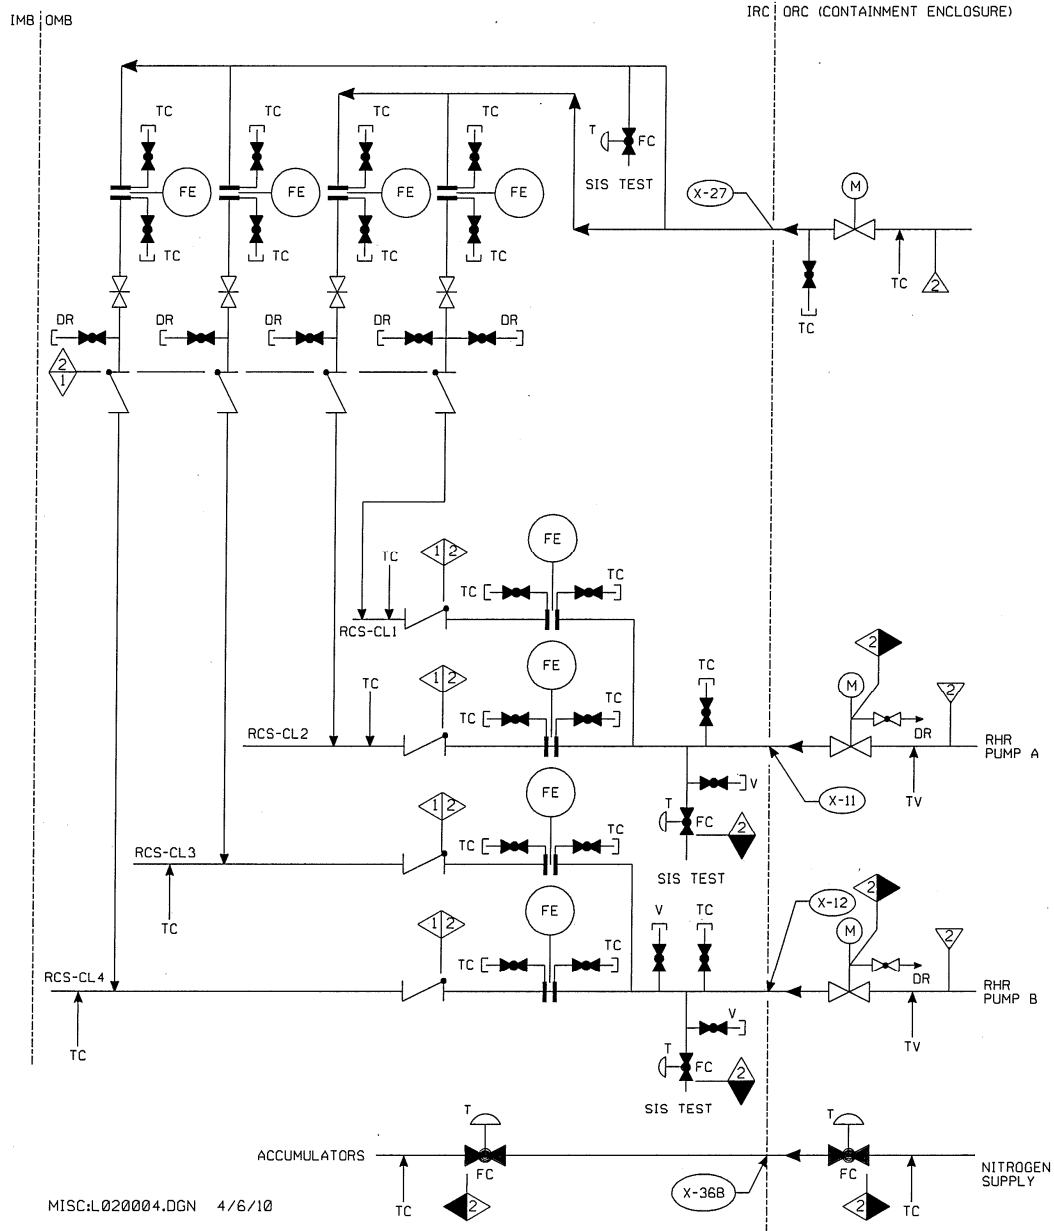 IMB OMB
IRC ORC (CONTAINMENT ENCLOSURE)
TC TC TC TC
T FC
SIS TEST
X-27
M
FE FE FE FE
TC TC TC TC
TC
2
TC
DR DR DR DR DR
2
1
FE
1 2
TC
TC TC
RCS-CL1
FE
1 2
TC
TC
2
M
2
TC TC
RCS-CL2
DR
RHR
PUMP A
X-11
TV
V
FE
1 2
T
FC
2
TC TC
RCS-CL3
SIS TEST
TC
FE
1 2
V TC
X-12
2
M
2
TC TC
RCS-CL4
DR
RHR
PUMP B
V
TC
TV
T
FC
2
SIS TEST
T T
ACCUMULATORS
FC FC
NITROGEN
SUPPLY
X-36B
2 2
TC TC
MISC:L020004.DGN 4/6/10